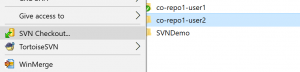 Give access to
SVN Checkout...
TortoiseSVN
WinMerge
co-repo1-user1
co-repo1-user2
SVNDemo